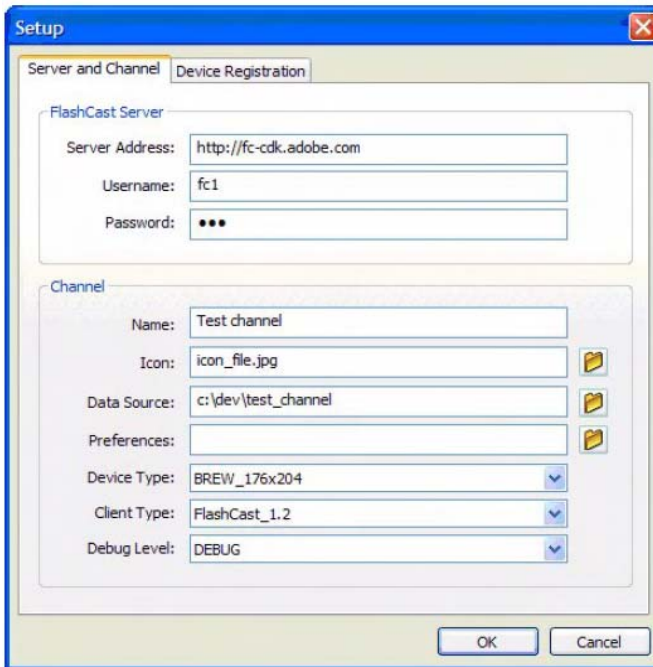 Setup
Server and Channel Device Registration
FlashCast Server
Server Address: http://fc-cdk.adobe.com
Username: fc1
Password: •••
Channel
Name: Test channel
Icon: icon_file.jpg
Data Source: c:\dev\test_channel
Preferences:
Device Type: BREW_176x204
Client Type: FlashCast_1.2
Debug Level: DEBUG
OK Cancel